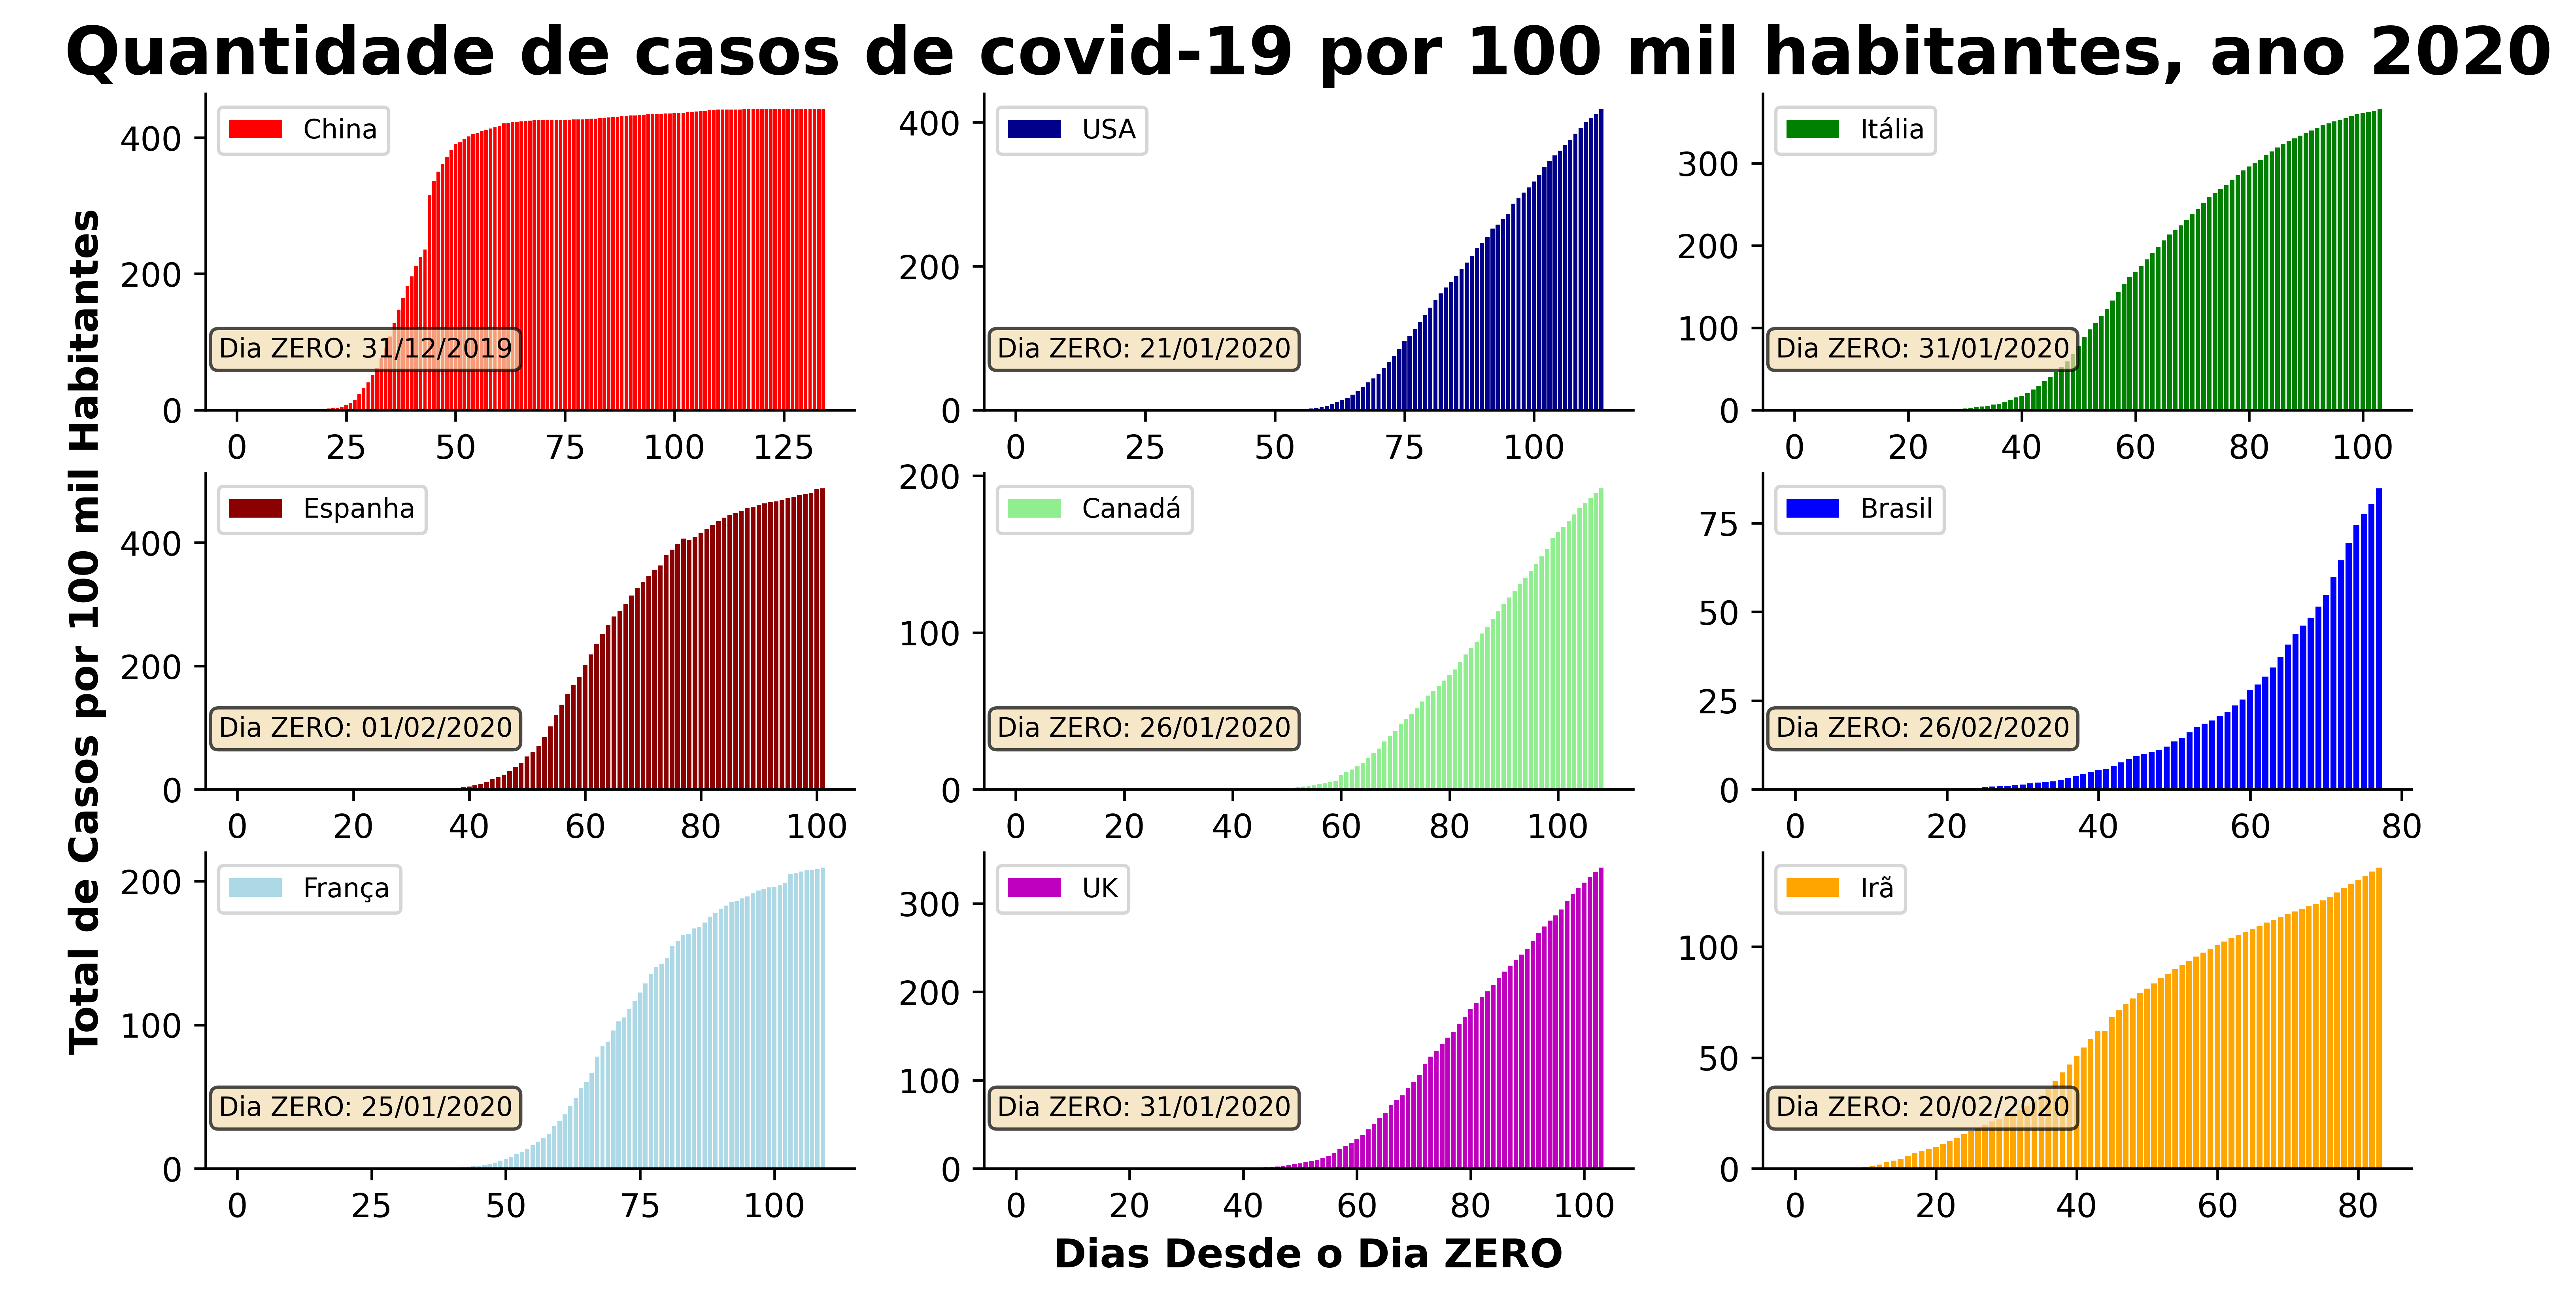 Quantidade de casos de covid-19 por 100 mil habitantes, ano 2020
Total de Casos por 100 mil Habitantes
China
400
200
0
Dia ZERO: 31/12/2019
0 25 50 75 100 125
USA
400
200
0
Dia ZERO: 21/01/2020
0 25 50 75 100
Itália
300
200
100
0
Dia ZERO: 31/01/2020
0 20 40 60 80 100
Espanha
400
200
0
Dia ZERO: 01/02/2020
0 20 40 60 80 100
200
Canadá
100
0
Dia ZERO: 26/01/2020
0 20 40 60 80 100
Brasil
75
50
25
0
Dia ZERO: 26/02/2020
0 20 40 60 80
França
200
100
0
Dia ZERO: 25/01/2020
0 25 50 75 100
UK
300
200
100
0
Dia ZERO: 31/01/2020
0 20 40 60 80 100
Irã
100
50
0
Dia ZERO: 20/02/2020
0 20 40 60 80
Dias Desde o Dia ZERO